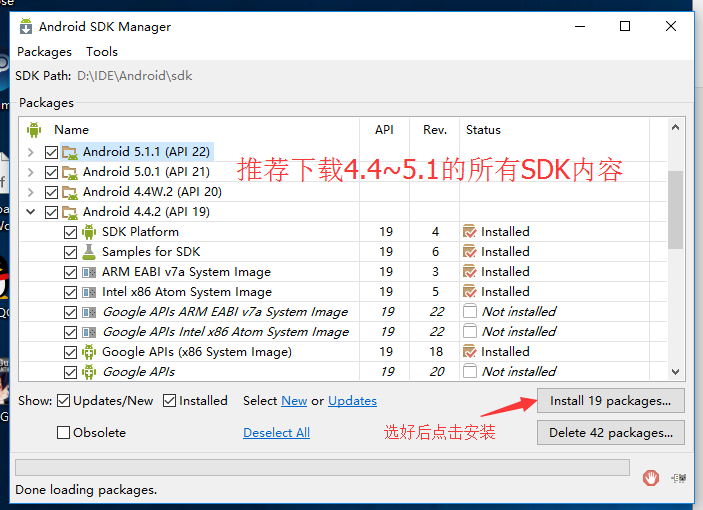 Android SDK Manager
Packages Tools
SDK Path: D:\IDE\Android\sdk
Packages
Name API Rev. Status
Android 5.1.1 (API 22)
Android 5.0.1 (API 21)
推荐下载4.4~5.1的所有SDK内容
Android 4.4W.2 (API 20)
Android 4.4.2 (API 19)
SDK Platform 19 4 Installed
Samples for SDK 19 6 Installed
ARM EABI v7a System Image 19 3 Installed
Intel x86 Atom System Image 19 5 Installed
Google APIs ARM EABI v7a System Image 19 22 Not installed
Google APIs Intel x86 Atom System Image 19 22 Not installed
Google APIs (x86 System Image) 19 18 Installed
Google APIs 19 20 Not installed
Show: Updates/New Installed Select New or Updates Install 19 packages...
Obsolete Deselect All 选好后点击安装 Delete 42 packages...
Done loading packages.